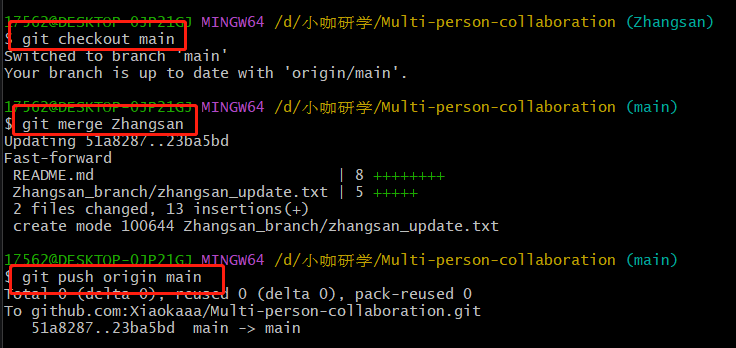 17562@DESKTOP-0JP21GJ MINGW64 /d/小咖研学/Multi-person-collaboration (Zhangsan)
$ git checkout main
Switched to branch 'main'
Your branch is up to date with 'origin/main'.
17562@DESKTOP-0JP21GJ MINGW64 /d/小咖研学/Multi-person-collaboration (main)
$ git merge Zhangsan
Updating 51a8287..23ba5bd
Fast-forward
README.md | 8 ++++++++
Zhangsan_branch/zhangsan_update.txt | 5 +++++
2 files changed, 13 insertions(+)
create mode 100644 Zhangsan_branch/zhangsan_update.txt
17562@DESKTOP-0JP21GJ MINGW64 /d/小咖研学/Multi-person-collaboration (main)
$ git push origin main
Total 0 (delta 0), reused 0 (delta 0), pack-reused 0
To github.com:Xiaokaaa/Multi-person-collaboration.git
51a8287..23ba5bd main -> main